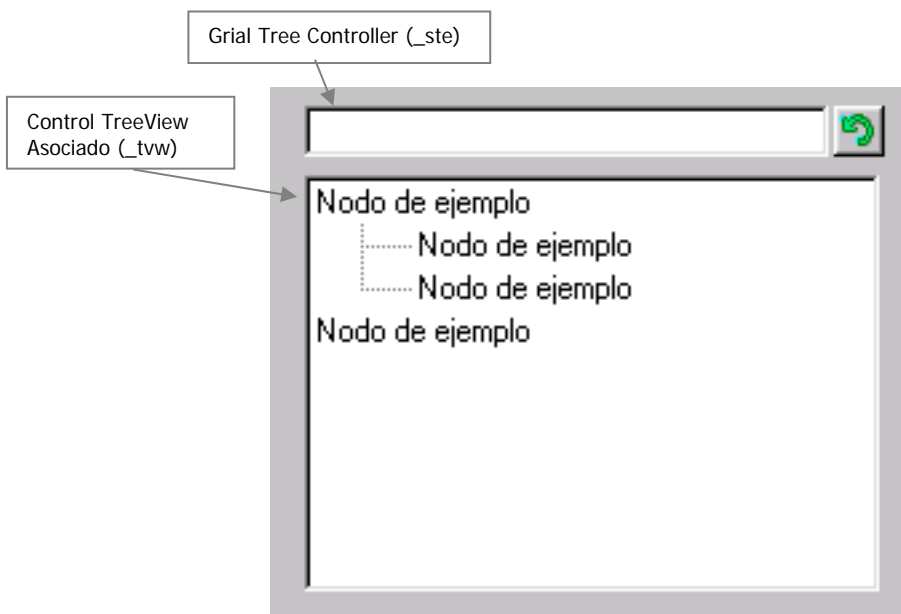 Grial Tree Controller (_ste)
Control TreeView
Asociado (_tvw)
Nodo de ejemplo
Nodo de ejemplo
Nodo de ejemplo
Nodo de ejemplo